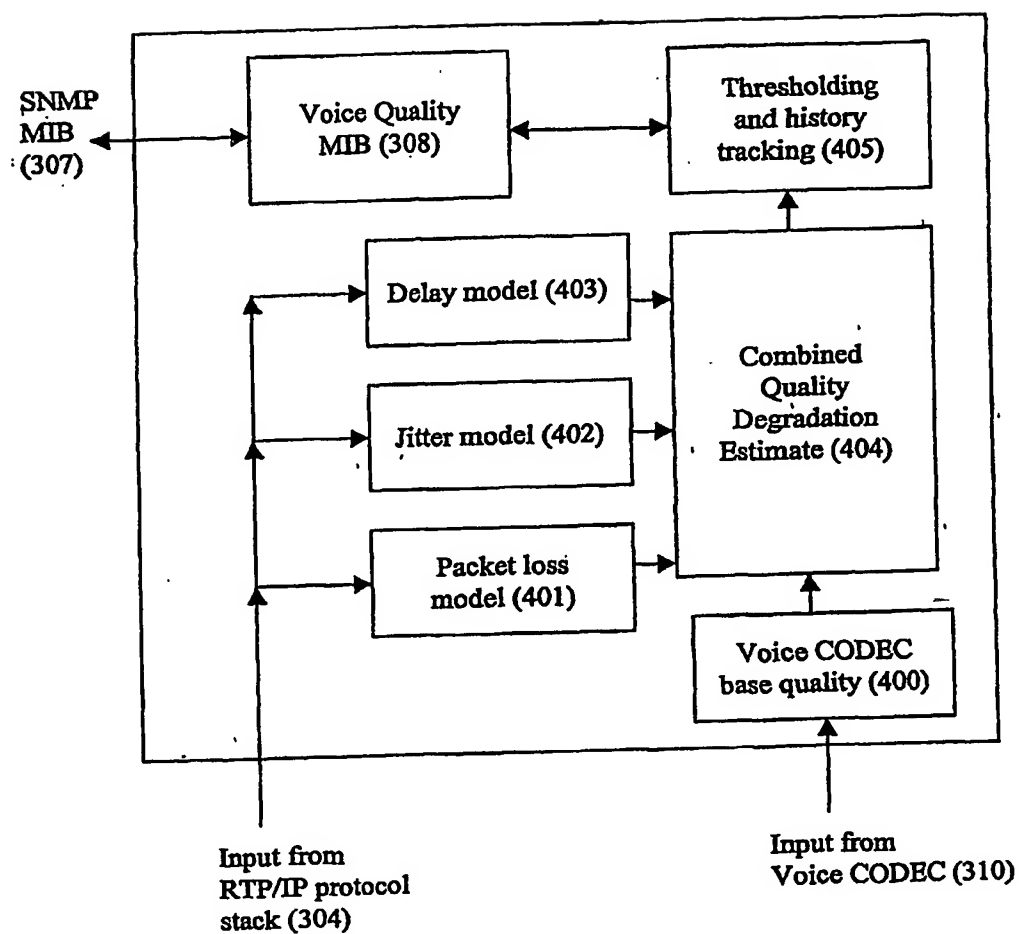 SNMP
MIB
(307)
Voice Quality
MIB (308)
Thresholding
and history
tracking (405)
Delay model (403)
Jitter model (402)
Packet loss
model (401)
Combined
Quality
Degradation
Estimate (404)
Voice CODEC
base quality (400)
Input from
RTP/IP protocol
stack (304)
Input from
Voice CODEC (310)